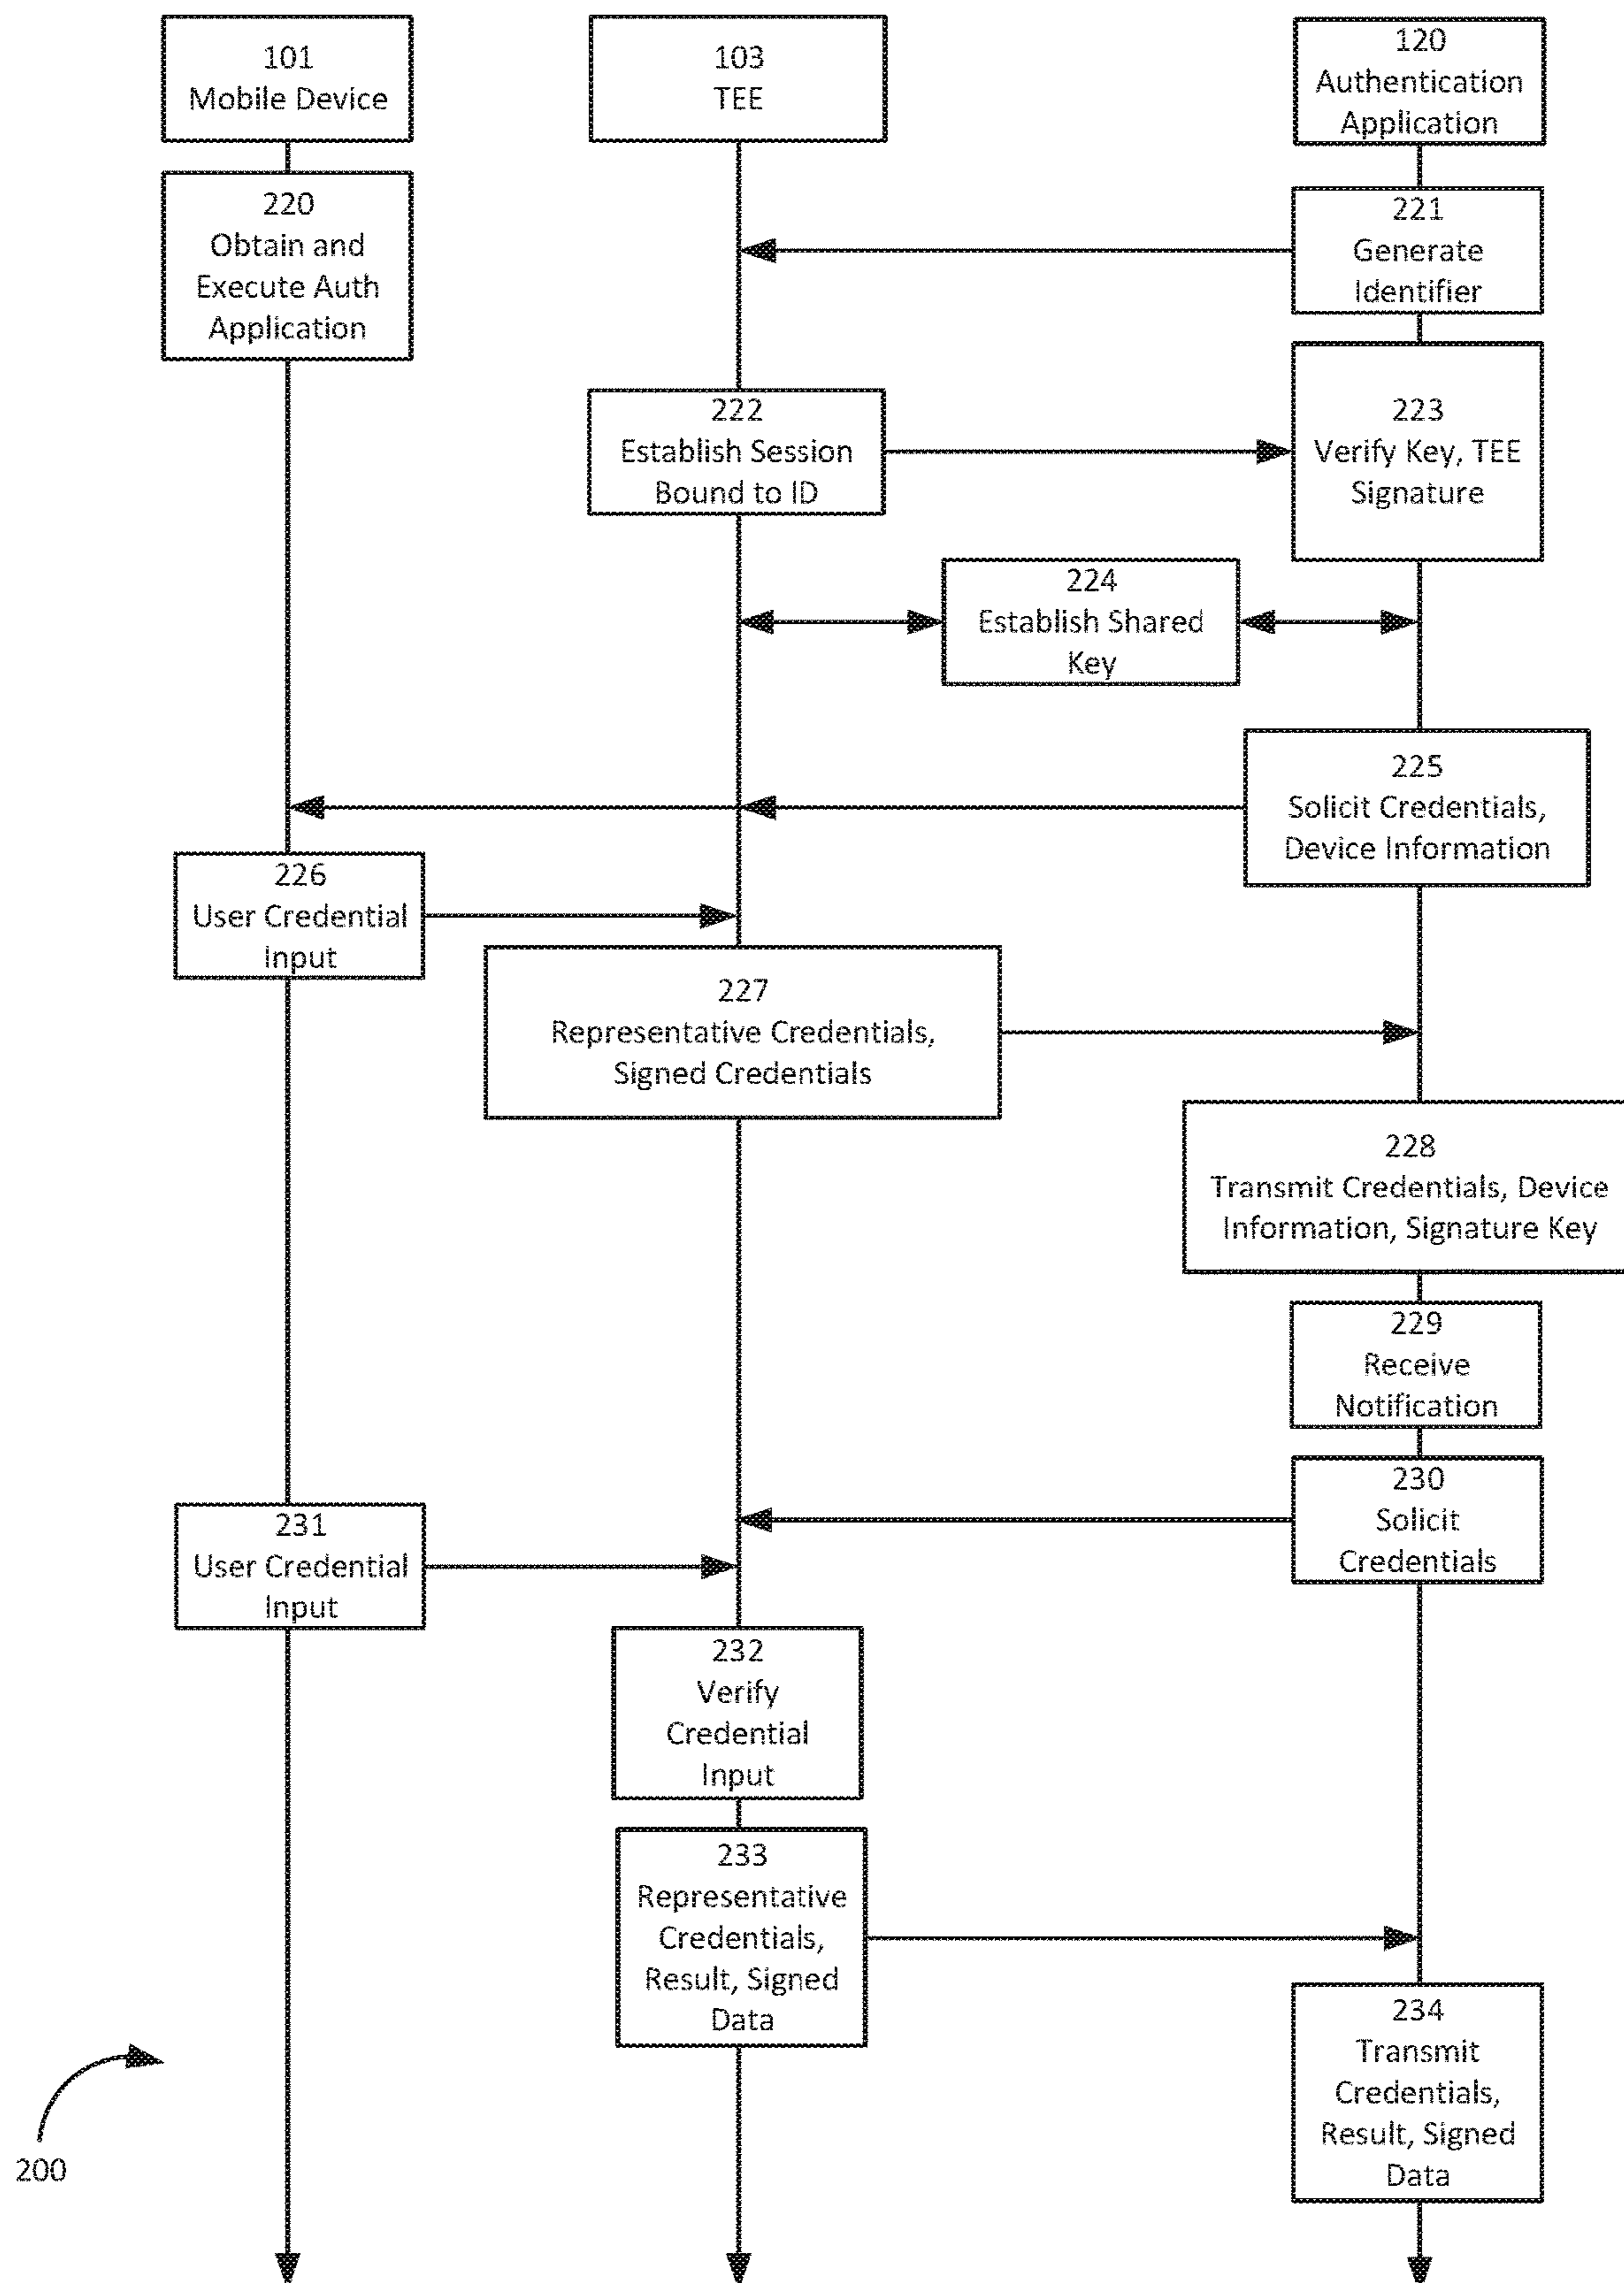 101
Mobile Device
103
TEE
120
Authentication
Application
220
Obtain and
Execute Auth
Application
221
Generate
Identifier
222
Establish Session
Bound to ID
223
Verify Key, TEE
Signature
224
Establish Shared
Key
225
Solicit Credentials,
Device Information
226
User Credential
Input
227
Representative Credentials,
Signed Credentials
228
Transmit Credentials, Device
Information, Signature Key
229
Receive
Notification
230
Solicit
Credentials
231
User Credential
Input
232
Verify
Credential
Input
233
Representative
Credentials,
Result, Signed
Data
234
Transmit
Credentials,
Result, Signed
Data
200